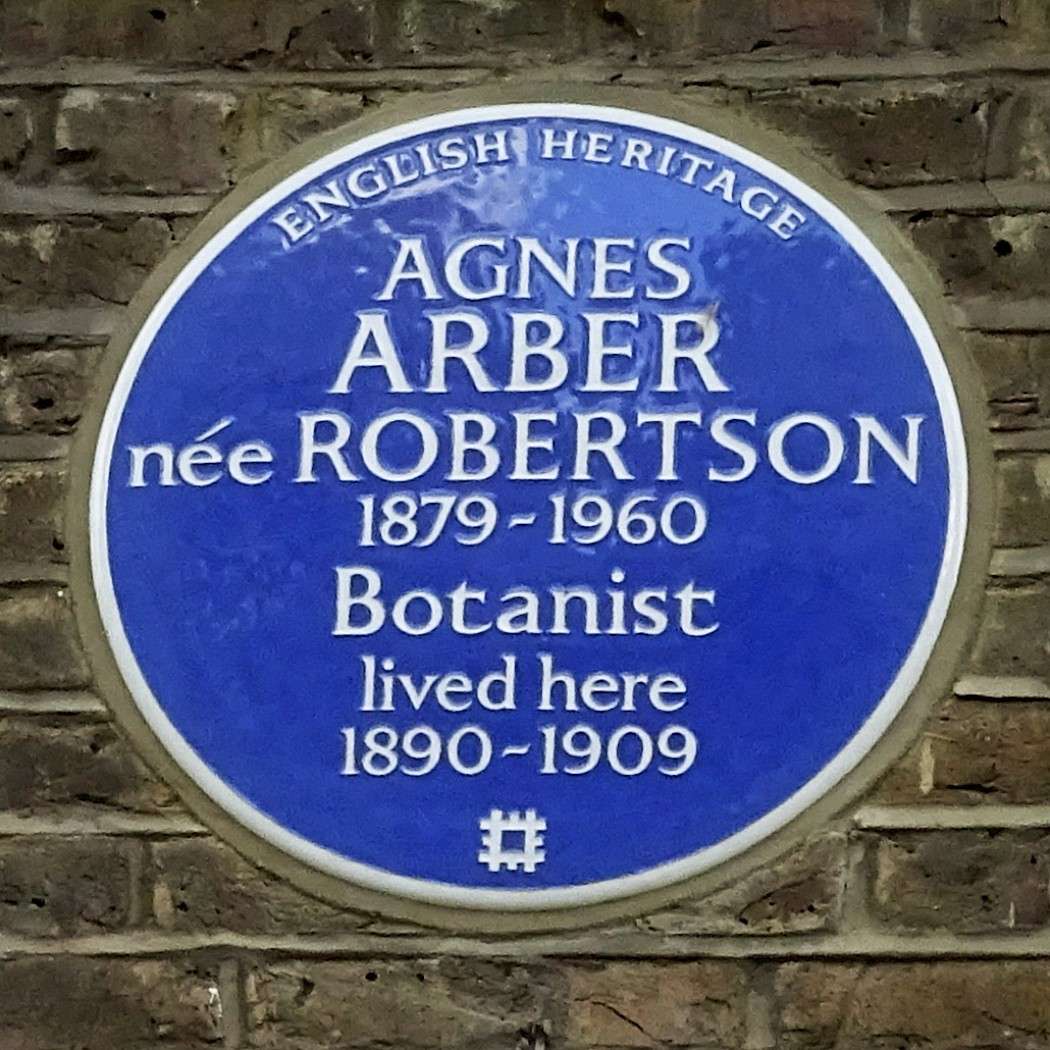 ENGLISH HERITAGE
AGNES
ARBER
née ROBERTSON
1879-1960
Botanist
lived here
1890-1909